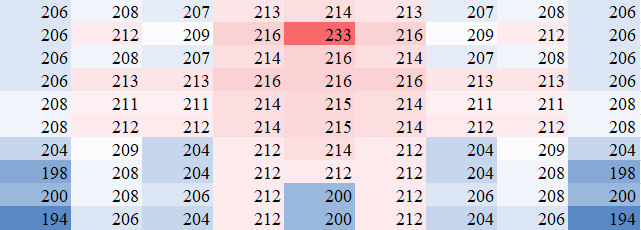 206 208 207 213 214 213 207 208 206
206 212 209 216 233 216 209 212 206
206 208 207 214 216 214 207 208 206
206 213 213 216 216 216 213 213 206
208 211 211 214 215 214 211 211 208
208 212 212 214 215 214 212 212 208
204 209 204 212 214 212 204 209 204
198 208 204 212 212 212 204 208 198
200 208 206 212 200 212 206 208 200
194 206 204 212 200 212 204 206 194